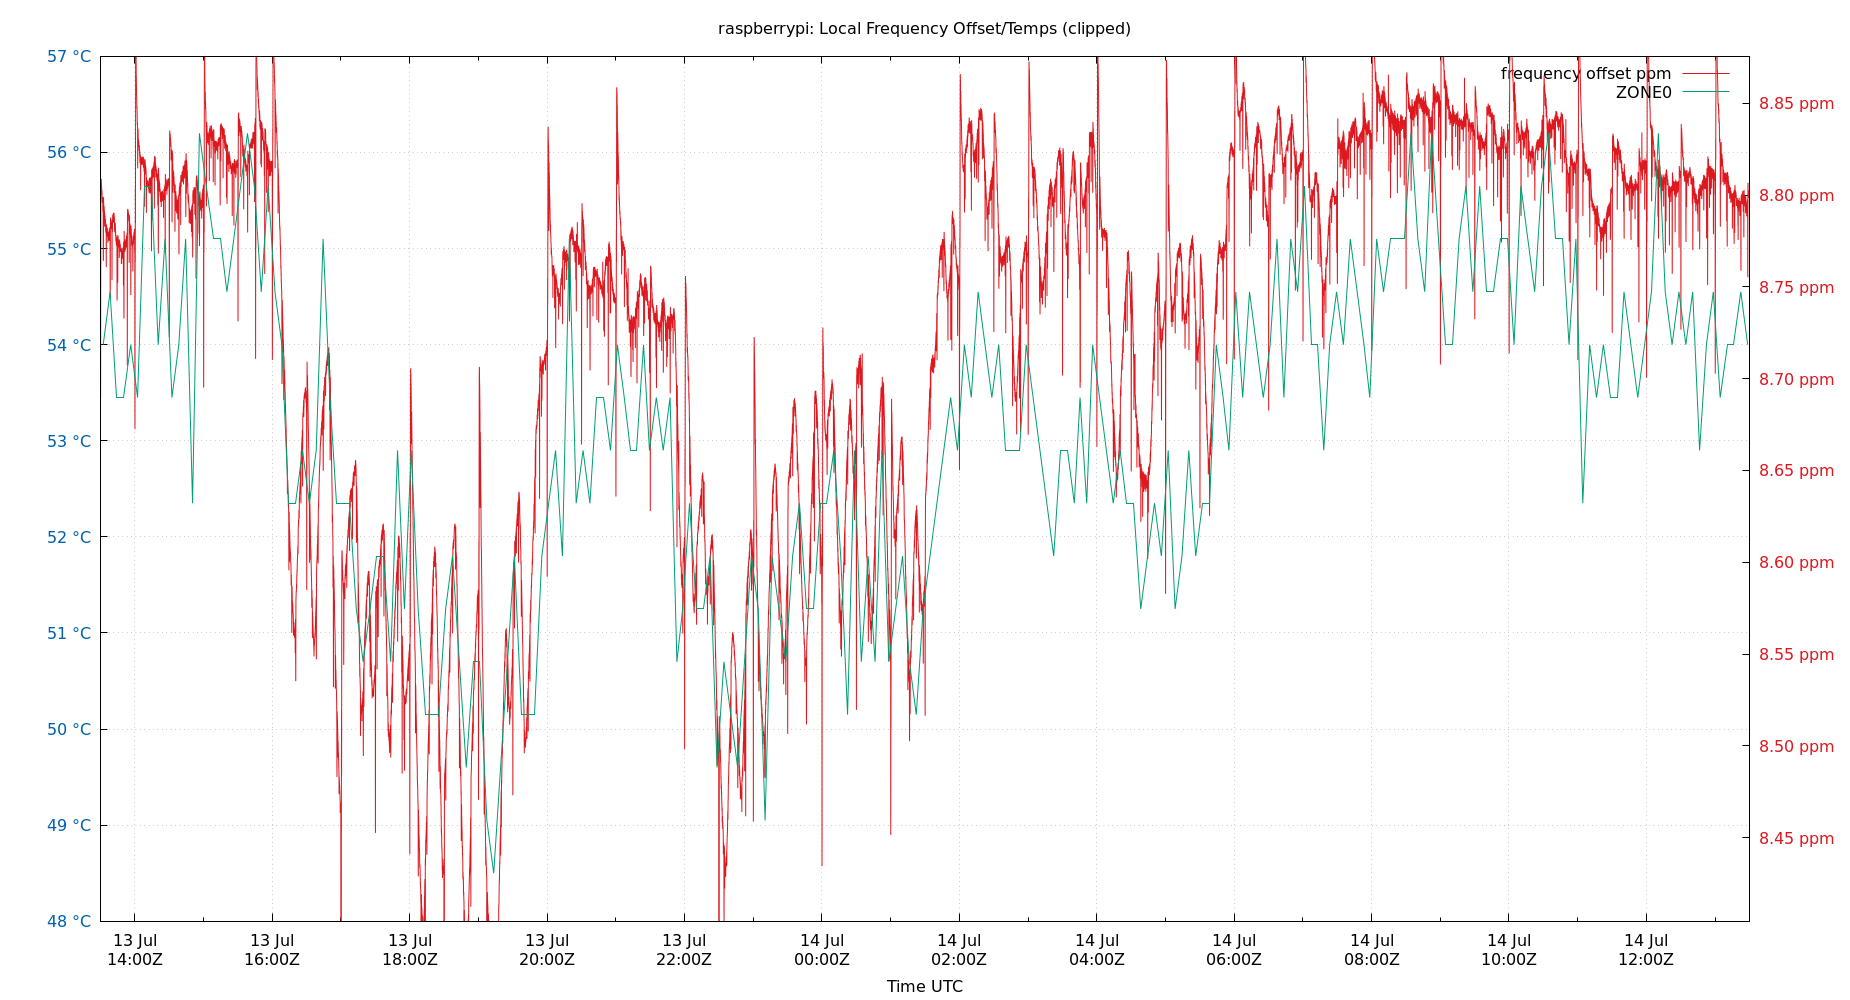 raspberrypi: Local Frequency Offset/Temps (clipped)
57 °C
56 °C
55 °C
54 °C
53 °C
52 °C
51 °C
50 °C
49 °C
48 °C
frequency offset ppm
ZONE0
8.85 ppm
8.80 ppm
8.75 ppm
8.70 ppm
8.65 ppm
8.60 ppm
8.55 ppm
8.50 ppm
8.45 ppm
13 Jul 13 Jul 13 Jul 13 Jul 13 Jul 14 Jul 14 Jul 14 Jul 14 Jul 14 Jul 14 Jul 14 Jul
14:00Z 16:00Z 18:00Z 20:00Z 22:00Z 00:00Z 02:00Z 04:00Z 06:00Z 08:00Z 10:00Z 12:00Z
Time UTC